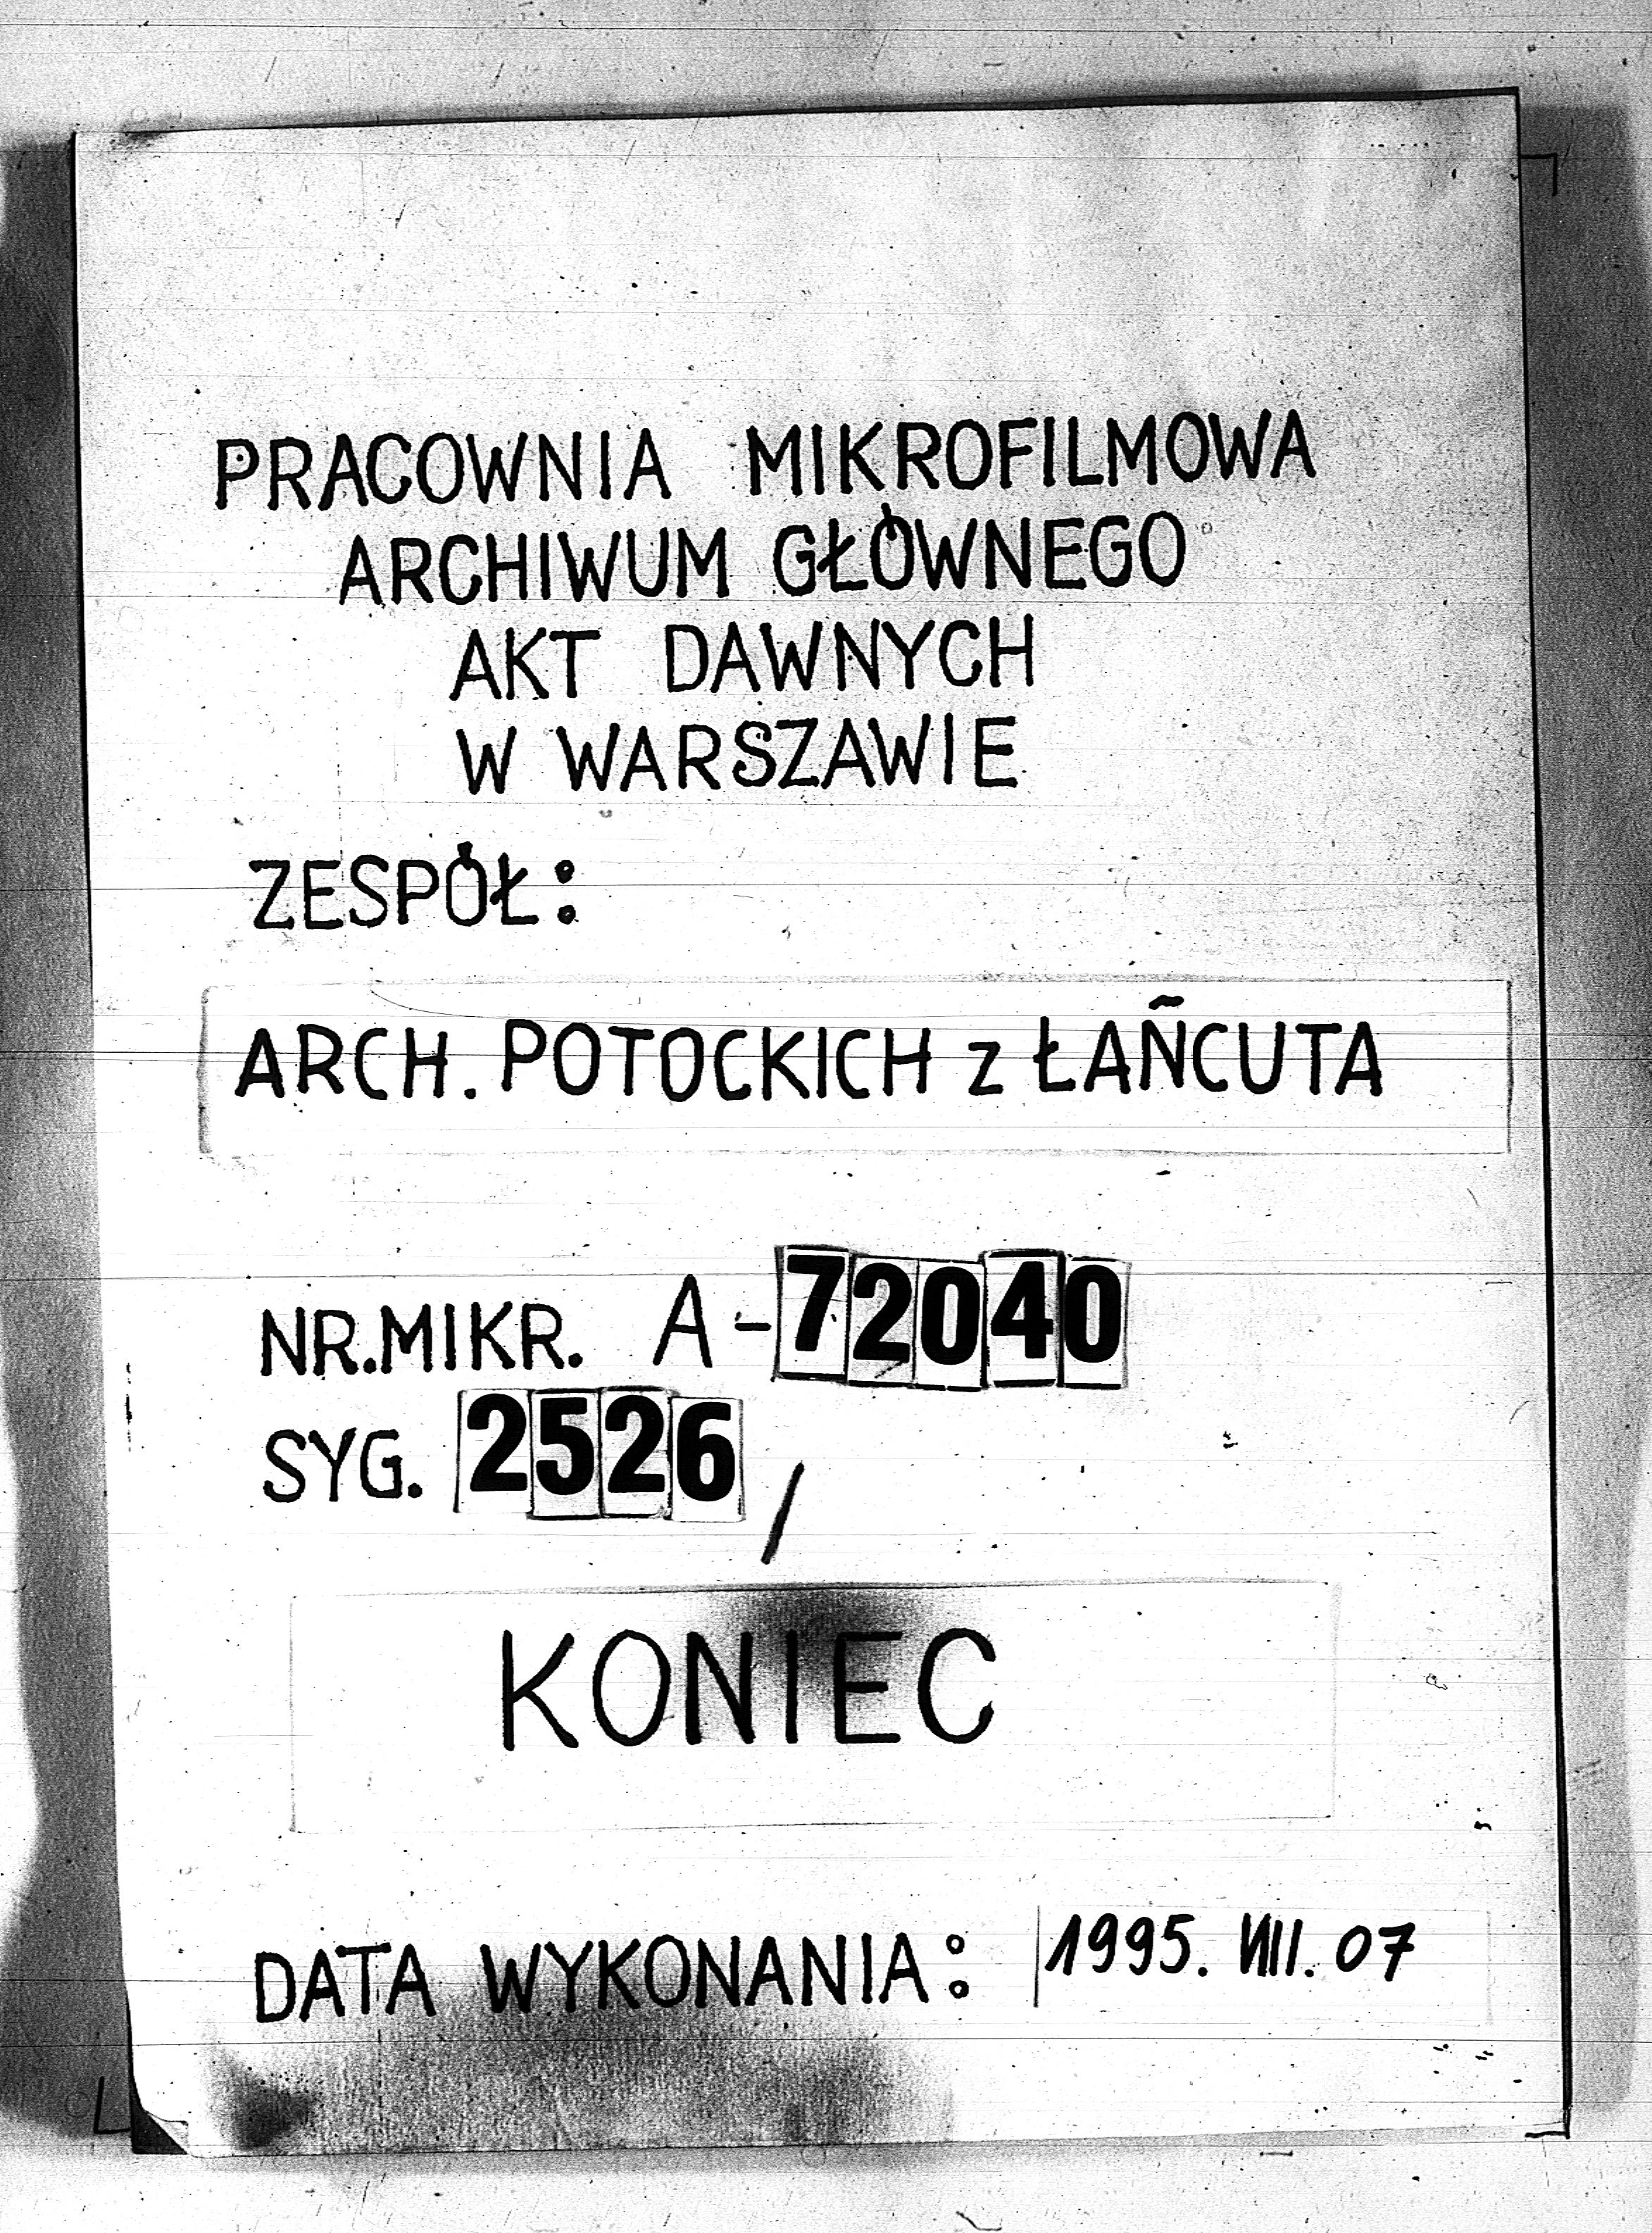 PRACOWNIA MIKROFILMOWA
ARCHIWUM GŁÓWNEGO
AKT DAWNYCH
W WARSZAWIE
ZESPÓŁ:
ARCH. POTOCKICH z ŁAŃCUTA
NR.MIKR. A-72040
SYG. 2526/
KONIEC
DATA WYKONANIA: 1995. VIII. 07